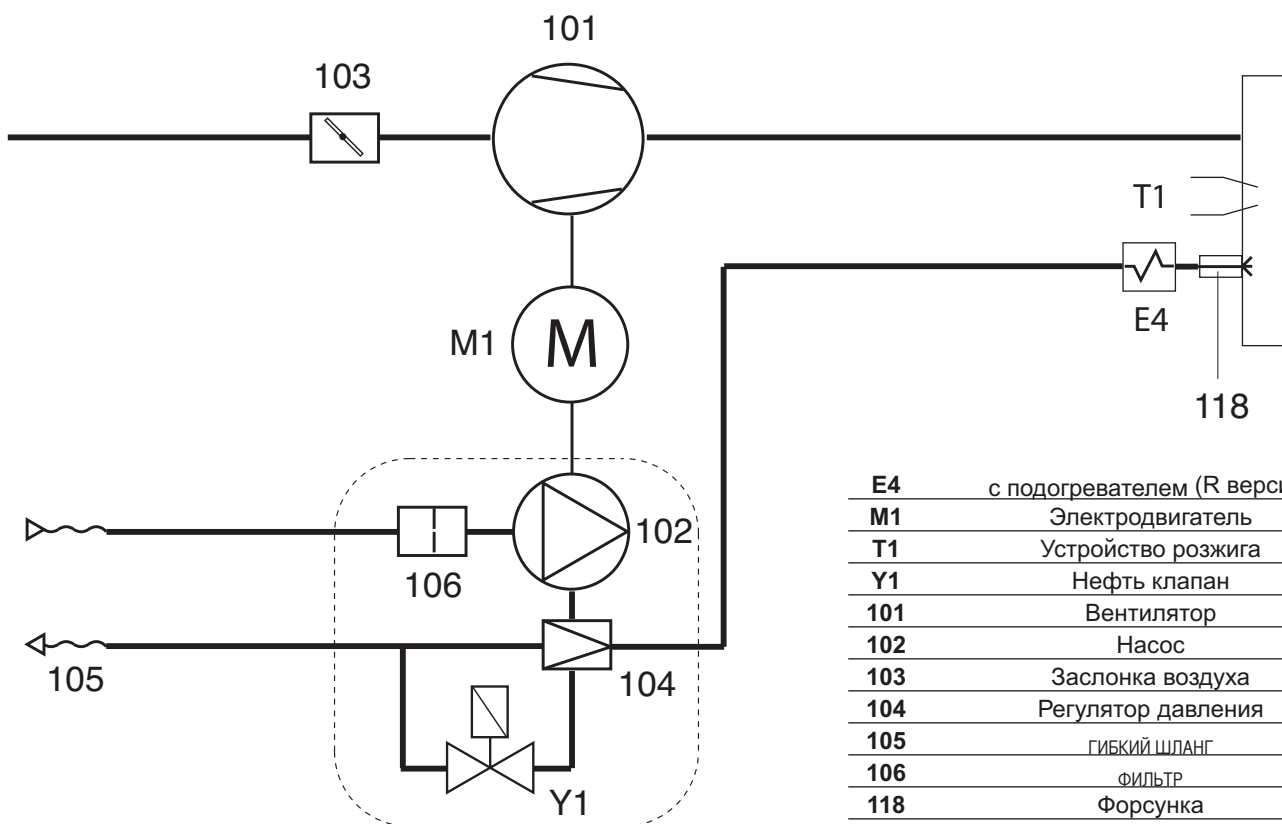 101
103
T1
E4
M1
M
118
102
106
105
104
Y1
E4 с подогревателем (R верси
M1 Электродвигатель
T1 Устройство розжига
Y1 Нефть клапан
101 Вентилятор
102 Насос
103 Заслонка воздуха
104 Регулятор давления
105 ГИБКИЙ ШЛАНГ
106 ФИЛЬТР
118 Форсунка